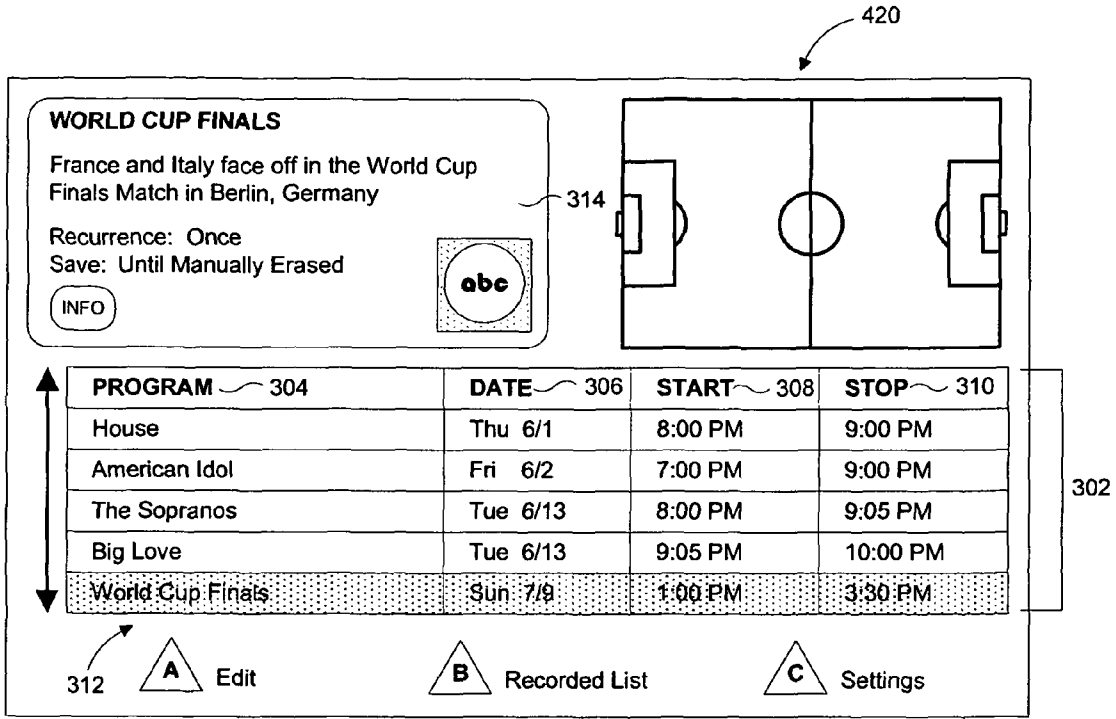 420
WORLD CUP FINALS
France and Italy face off in the World Cup
Finals Match in Berlin, Germany
314
Recurrence: Once
Save: Until Manually Erased
abc
INFO
PROGRAM 304 DATE 306 START 308 STOP 310
House Thu 6/1 8:00 PM 9:00 PM
American Idol Fri 6/2 7:00 PM 9:00 PM
The Sopranos Tue 6/13 8:00 PM 9:05 PM
302
Big Love Tue 6/13 9:05 PM 10:00 PM
World Cup Finals Sun 7/9 1:00 PM 3:30 PM
312
A Edit B Recorded List C Settings